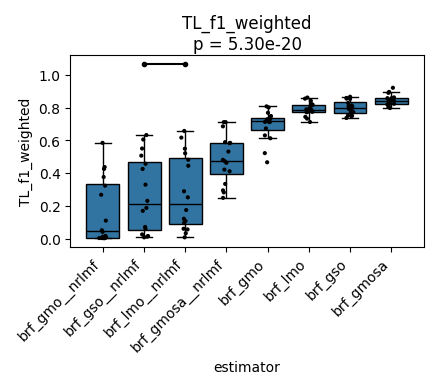 TL_f1_weighted
p = 5.30e-20
TL_f1_weighted
1.0
0.8
0.6
0.4
0.2
0.0
brf_gmo__nrlmf
brf_gso__nrlmf
brf_lmo__nrlmf
brf_gmosa__nrlmf
brf_gmo
brf_lmo
brf_gso
brf_gmosa
estimator